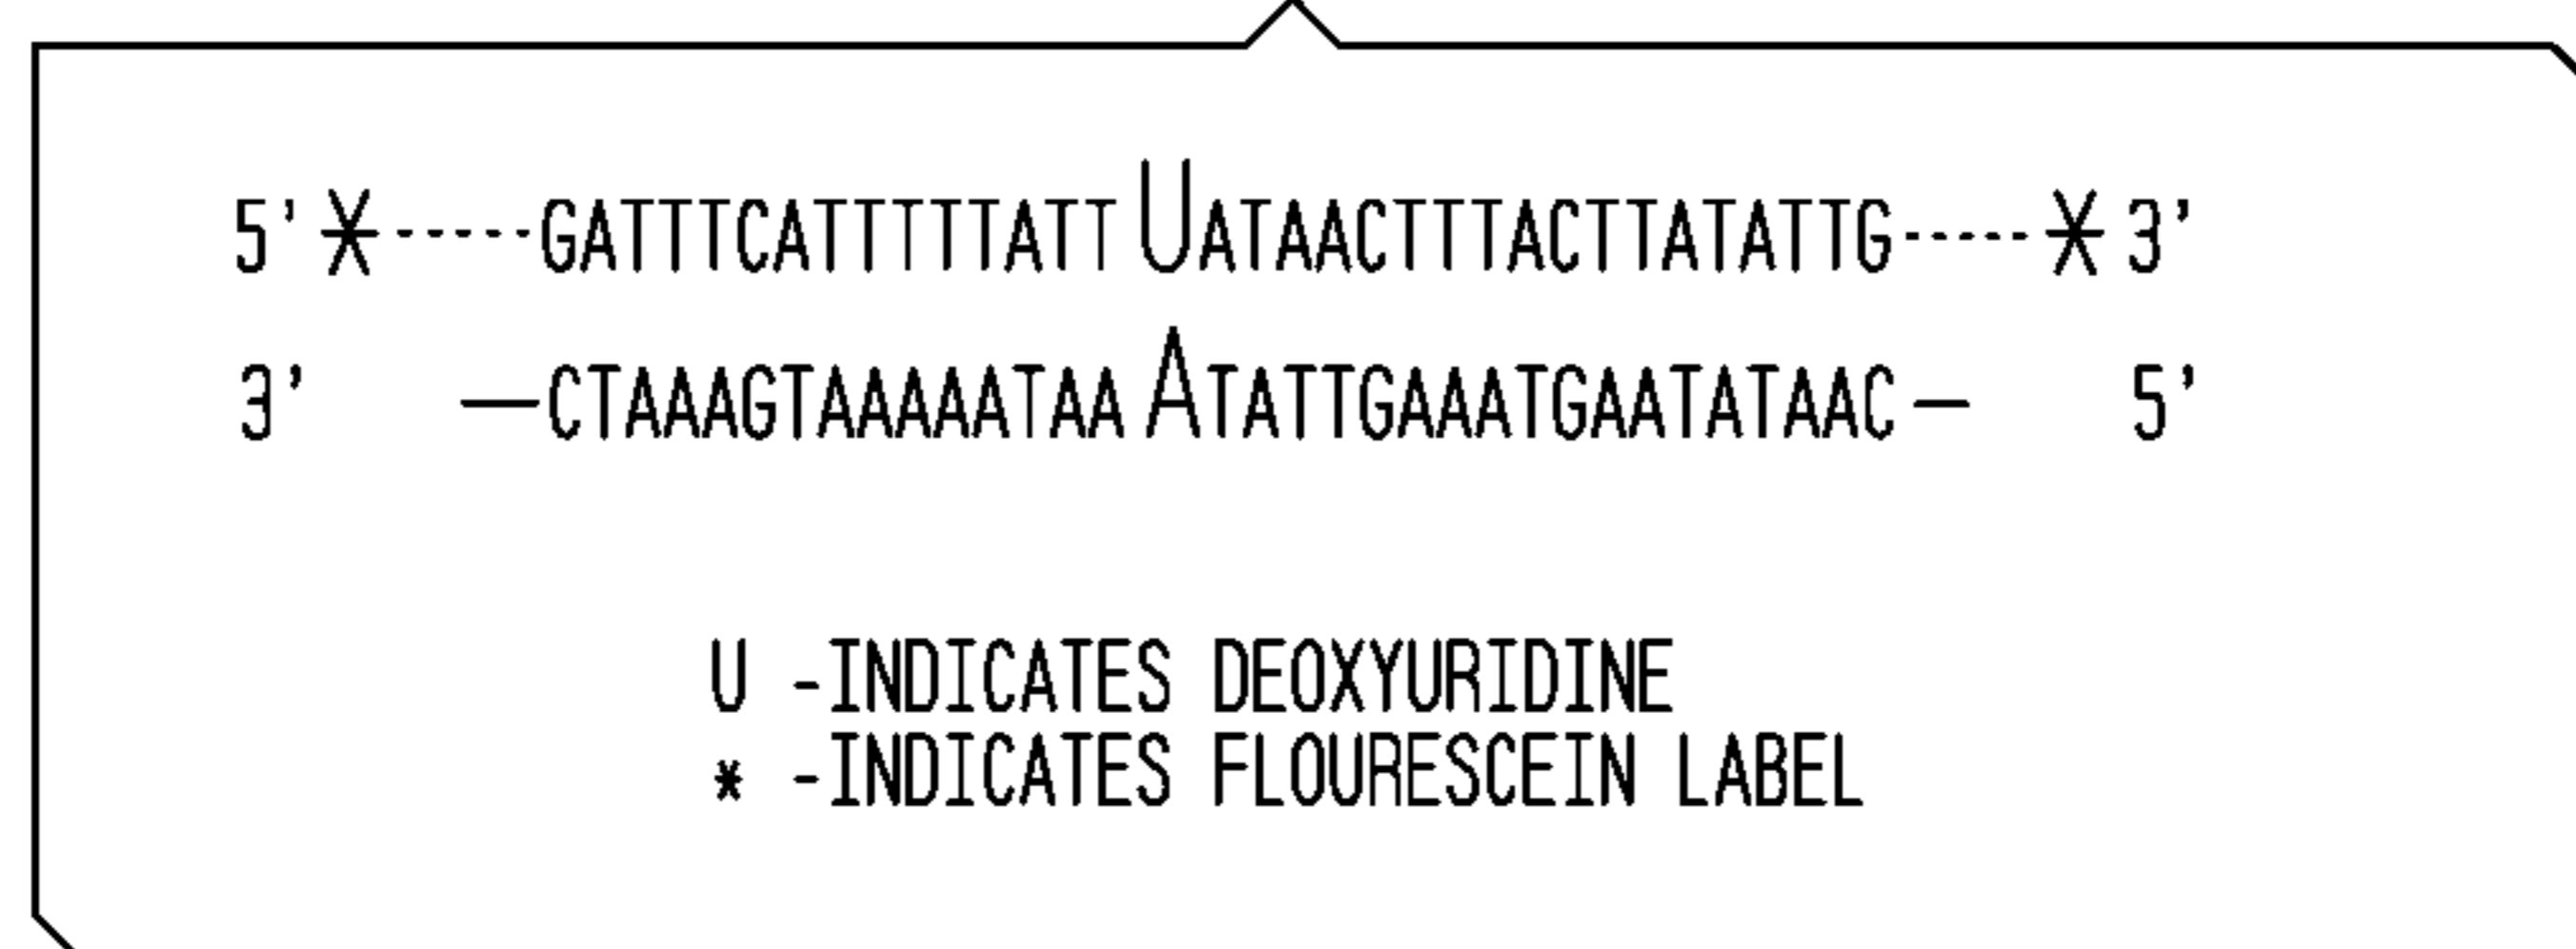 5'*-----GATTTCATTTTTATTUATAACTTTACTTATATTG-----*3'
3' —CTAAAGTAAAAATAAATATTGAAATGAATATAAC— 5'
U -INDICATES DEOXYURIDINE
* -INDICATES FLOURESCEIN LABEL